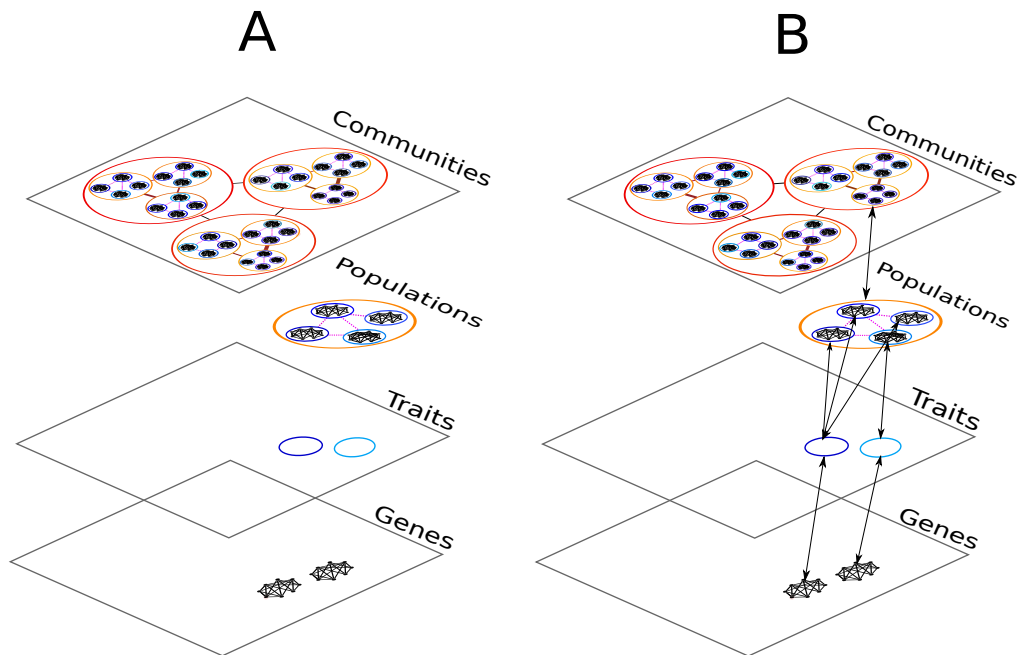 A
Communities
Populations
Traits
Genes
B
Communities
Populations
Traits
Genes